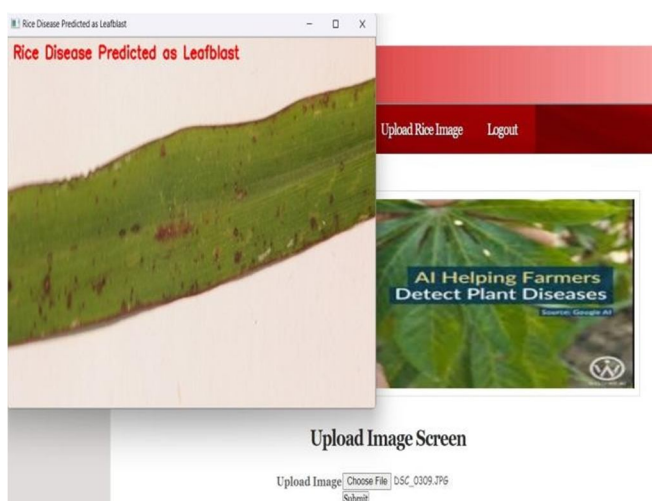 Rice Disease Predicted as Leafblast
Rice Disease Predicted as Leafblast
Upload Rice Image
Logout
AI Helping Farmers
Detect Plant Diseases
Source: Google AI
Upload Image Screen
Upload Image Choose File DSC_0309.JPG
Submit